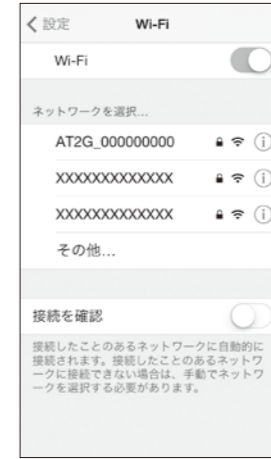 設定 Wi-Fi
Wi-Fi
ネットワークを選択...
AT2G_000000000
XXXXXXXXXXXXX
XXXXXXXXXXXXX
その他...
接続を確認
接続したことのあるネットワークに自動的に
接続されます。接続したことのあるネットワ
ークに接続できない場合は、手動でネットワ
ークを選択する必要があります。